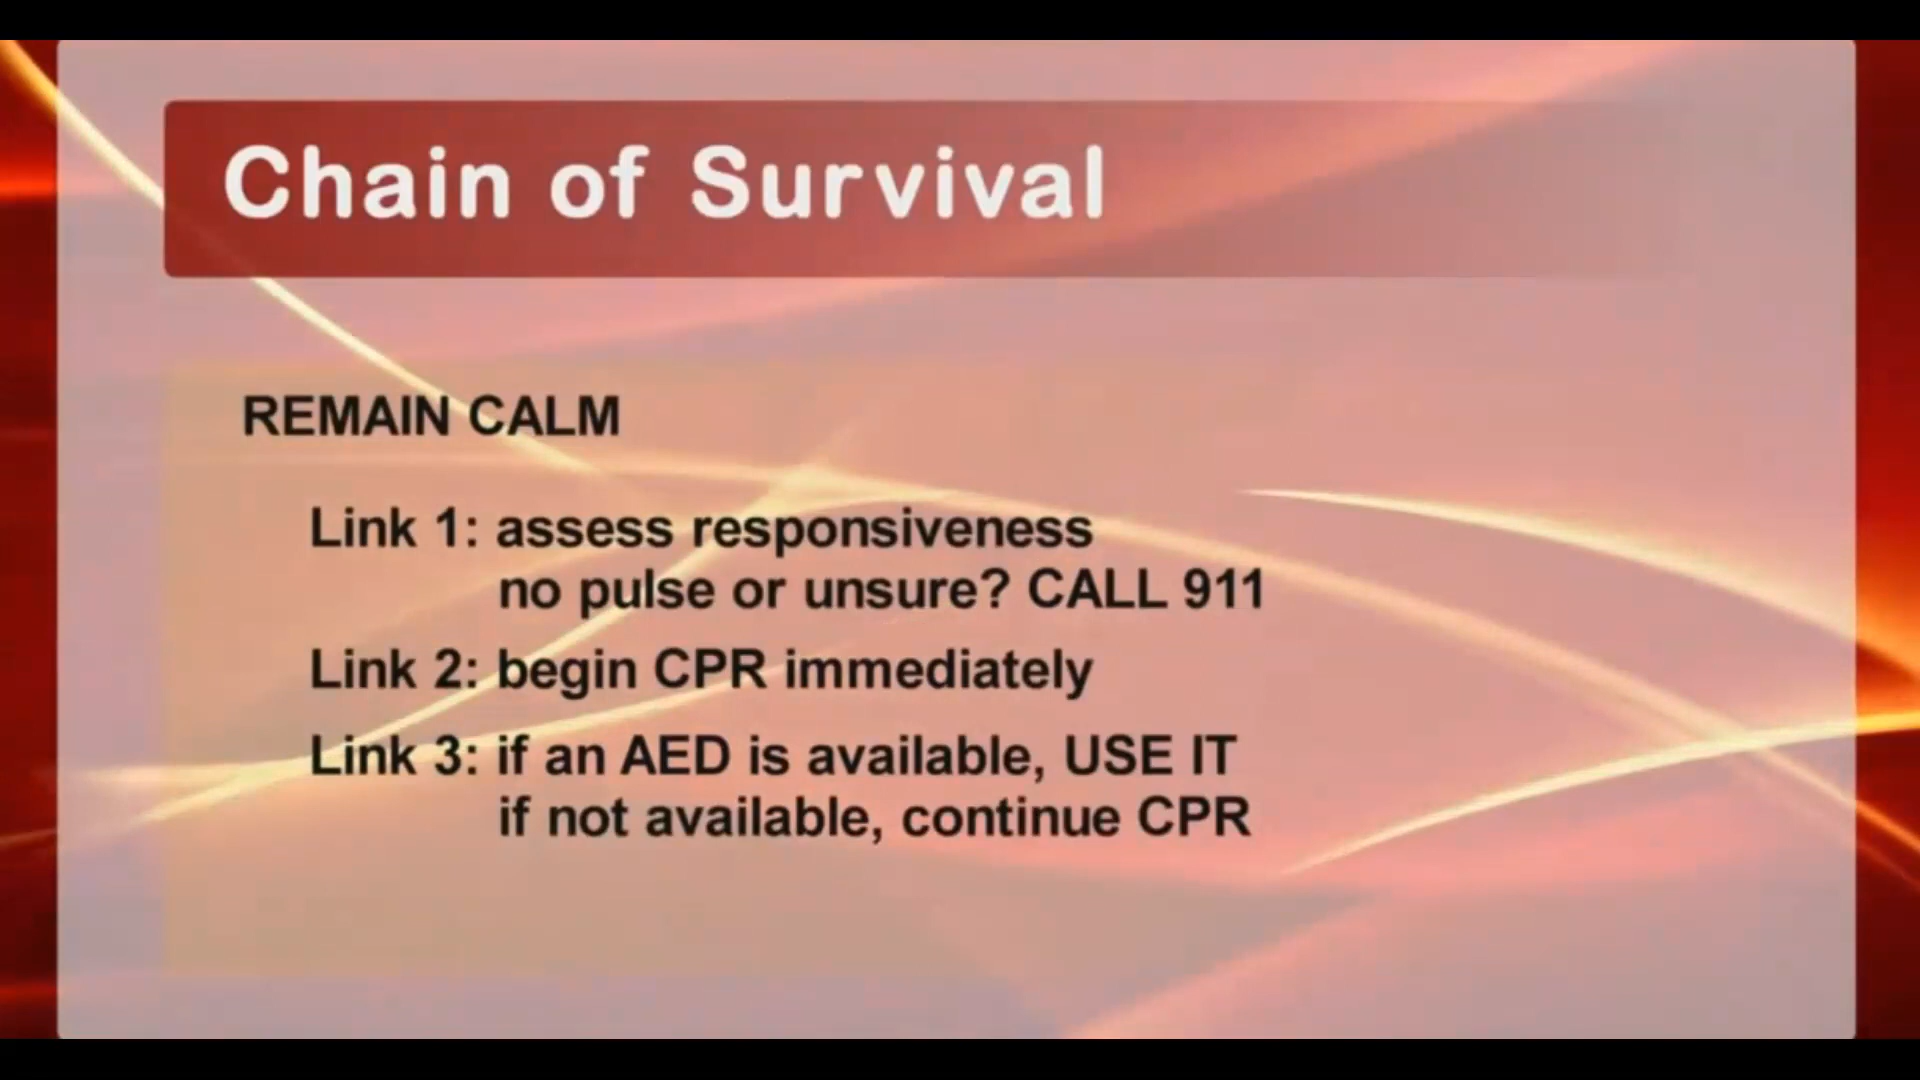 Chain of Survival
REMAIN CALM
Link 1: assess responsiveness
no pulse or unsure? CALL 911
Link 2: begin CPR immediately
Link 3: if an AED is available, USE IT
if not available, continue CPR